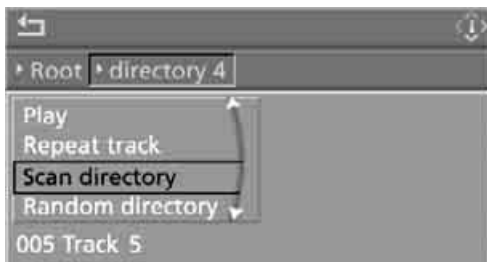 Root directory 4
Play
Repeat track
Scan directory
Random directory
005 Track 5